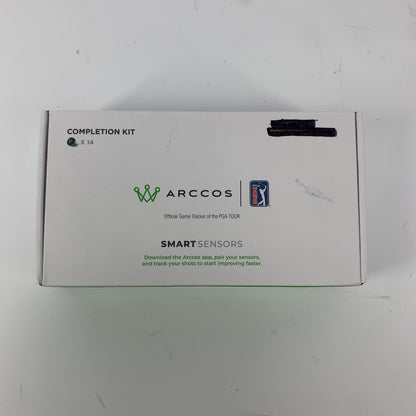 COMPLETION KIT
X 14
ARCCOS
Official Game Tracker of the PGA TOUR
SMART SENSORS
Download the Arccos app, pair your sensors,
and track your shots to start improving faster.